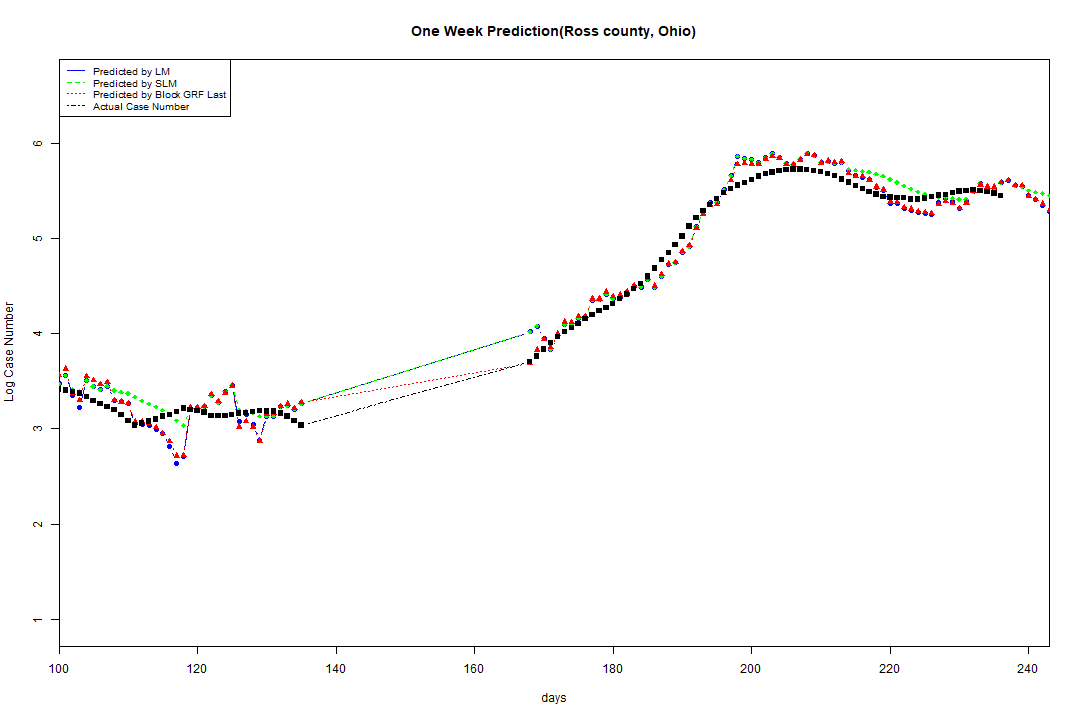 One Week Prediction(Ross county, Ohio)
Predicted by LM
Predicted by SLM
Predicted by Block GRF Last
Actual Case Number
Log Case Number
6
5
4
3
2
1
100 120 140 160 180 200 220 240
days